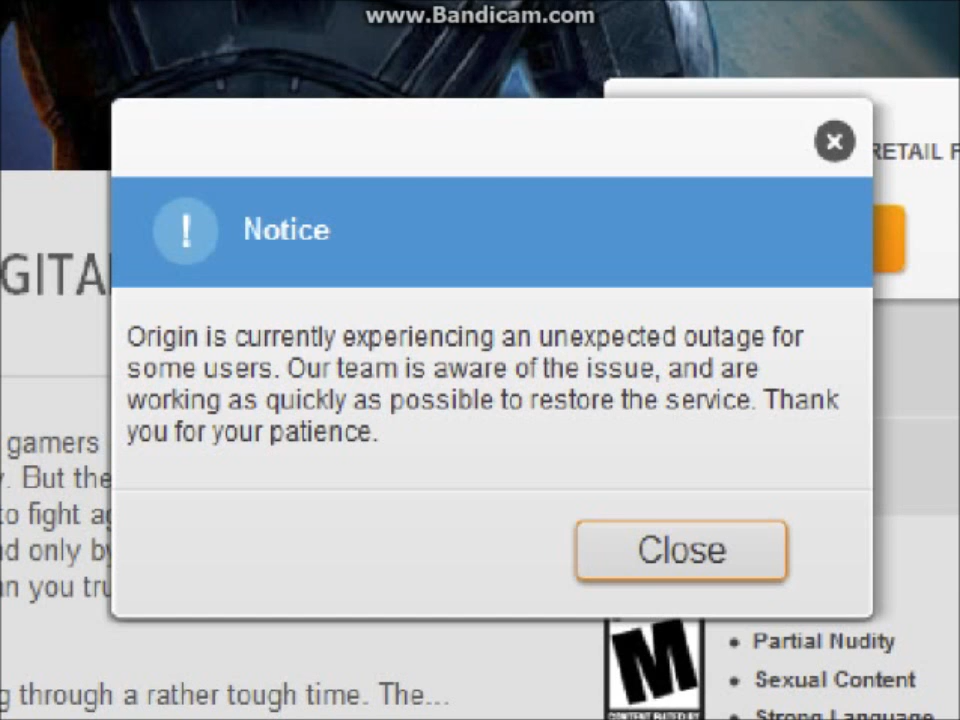 www.Bandicam.com
RETAIL
Notice
Origin is currently experiencing an unexpected outage for
some users. Our team is aware of the issue, and are
working as quickly as possible to restore the service. Thank
you for your patience.
gamers
. But the
to fight
only by
you
Close
M
• Partial Nudity
• Sexual Content
• Strong Language
through a rather tough time. The...